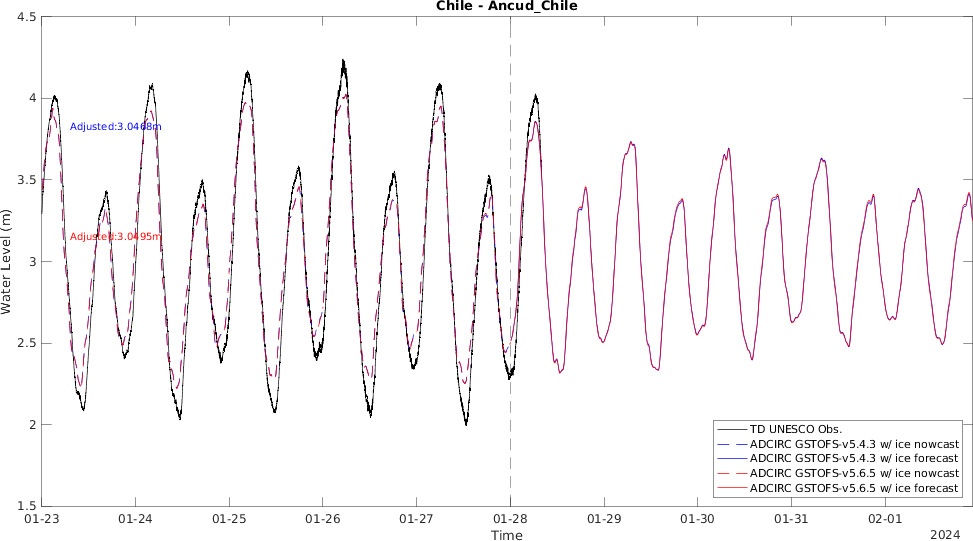 Chile - Ancud_Chile
4.5
4
3.5
3
2.5
2
1.5
Water Level (m)
Adjusted:3.0468m
Adjusted:3.0495m
TD UNESCO Obs.
ADCIRC GSTOFS-v5.4.3 w/ ice nowcast
ADCIRC GSTOFS-v5.4.3 w/ ice forecast
ADCIRC GSTOFS-v5.6.5 w/ ice nowcast
ADCIRC GSTOFS-v5.6.5 w/ ice forecast
01-23 01-24 01-25 01-26 01-27 01-28 01-29 01-30 01-31 02-01
Time
2024